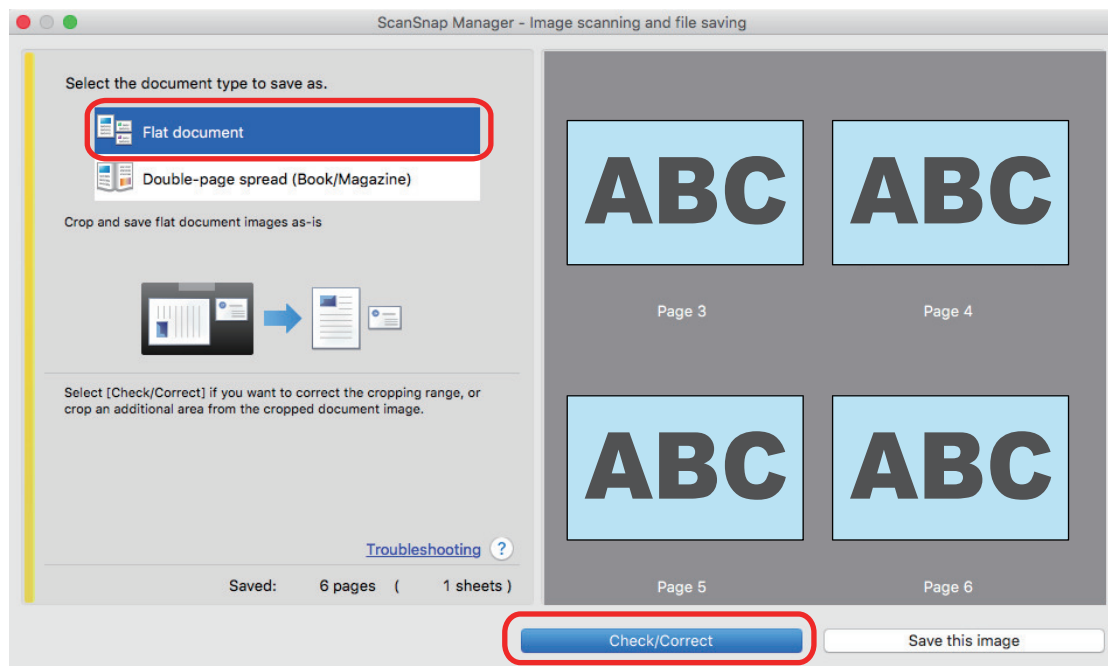 ScanSnap Manager - Image scanning and file saving
Select the document type to save as.
Flat document
Double-page spread (Book/Magazine)
Crop and save flat document images as-is
Select [Check/Correct] if you want to correct the cropping range, or
crop an additional area from the cropped document image.
Troubleshooting ?
Saved: 6 pages ( 1 sheets )
ABC ABC
Page 3 Page 4
ABC ABC
Page 5 Page 6
Check/Correct Save this image